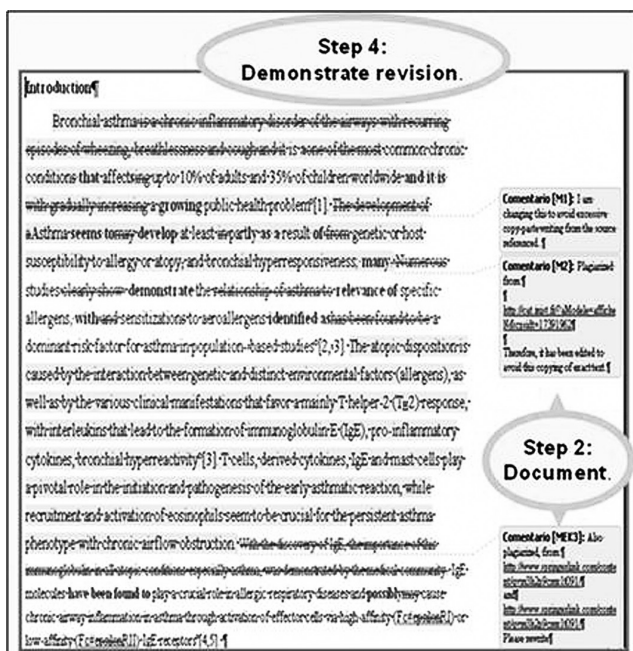 Step 4:
Demonstrate revision.
Introduction¶
Bronchial·asthma·is·a·chronic·inflammatory·disorder·of·the·airways·with·recurring·
episodes·of·wheezing,·breathlessness·and·cough·and·it·is·aone·of·the·most·common·chronic·
conditions·that·affectsing·up·to·10%·of·adults·and·35%·of·children·worldwide·and·it·is·
with·gradually·increasing·a·growing·public·health·problem"[1]·The·development·of·
aAsthma·seems·to·may·develop·at·least·in·partly·as·a·result·of·from·genetic·or·host·
susceptibility·to·allergy·or·atopy,·and·bronchial·hyperresponsiveness;·many·Numerous·
studies·clearly·show·demonstrate·the·relationship·of·asthma·to·relevance·of·specific·
allergens,·with·and·sensitizations·to·aeroallergens·identified·as·has·been·found·to·be·a·
dominant·risk·factor·for·asthma·in·population-·based·studies"[2,·3]·The·atopic·disposition·is·
caused·by·the·interaction·between·genetic·and·distinct·environmental·factors·(allergens),·as·
well·as·by·the·various·clinical·manifestations·that·favor·a·mainly·T·helper·2·(Tg2)·response,·
with·interleukins·that·lead·to·the·formation·of·immunoglobulin·E·(IgE),·pro-inflammatory·
cytokines,·bronchial·hyperreactivity"[3]·T·cells,·derived·cytokines,·IgE·and·mast·cells·play·
a·pivotal·role·in·the·initiation·and·pathogenesis·of·the·early·asthmatic·reaction,·while·
recruitment·and·activation·of·eosinophils·seem·to·be·crucial·for·the·persistent·asthma·
phenotype·with·chronic·airflow·obstruction.·With·the·discovery·of·IgE,·the·importance·of·this·
immunoglobulin·in·all·atopic·conditions·especially·asthma,·was·demonstrated·by·the·medical·community.·IgE·
molecules·have·been·found·to·play·a·crucial·role·in·allergic·respiratory·diseases·and·possibly·may·cause·
chronic·airway·inflammation·in·asthma·through·activation·of·effector·cells·via·high·affinity·
low·affinity·IgE·receptors"[4,5]·¶
Comentario [M1]: I am
changing this to avoid excessive
copy-paste writing from the source
referenced.¶
Comentario [M2]: Plagiarized
from:¶
¶
¶
Therefore, it has been edited to
avoid this copying of exact text.¶
Step 2:
Document.
Comentario [MEK3]: Also
plagiarized, from:¶
and¶
Please rewrite¶